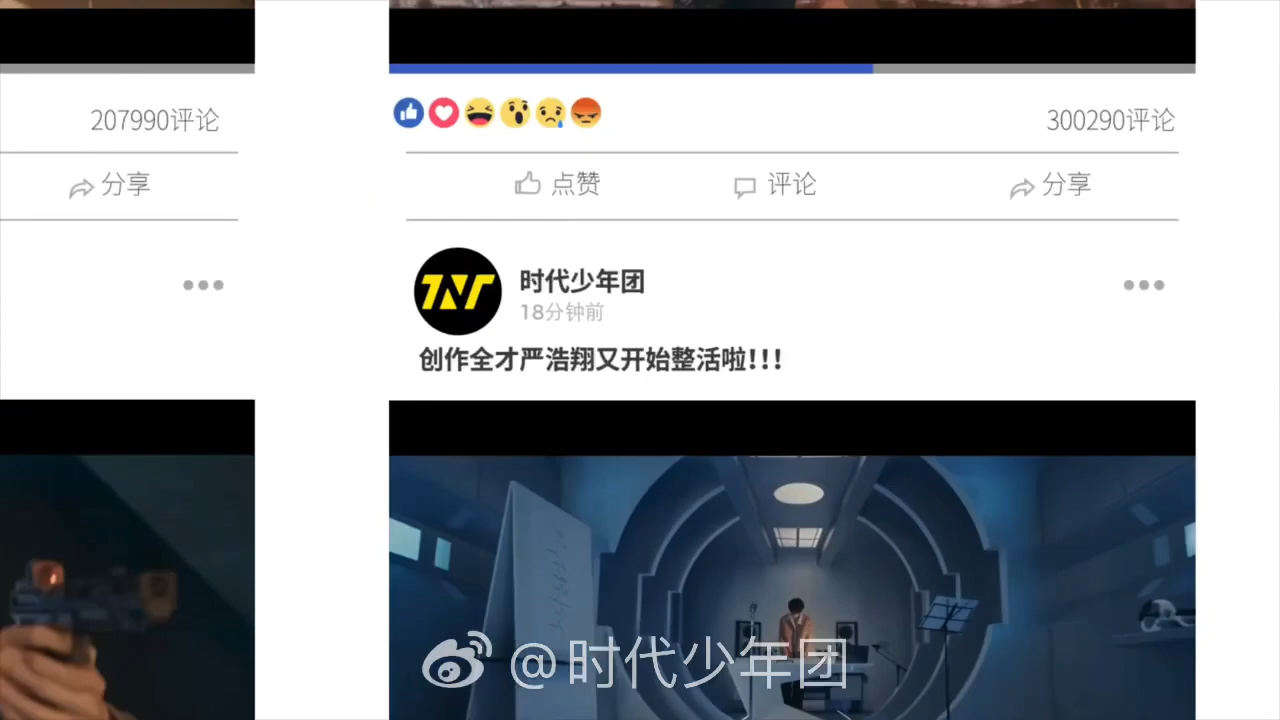 207990评论
300290评论
分享
点赞
评论
分享
TNT
时代少年团
18分钟前
创作全才严浩翔又开始整活啦!!!
@时代少年团